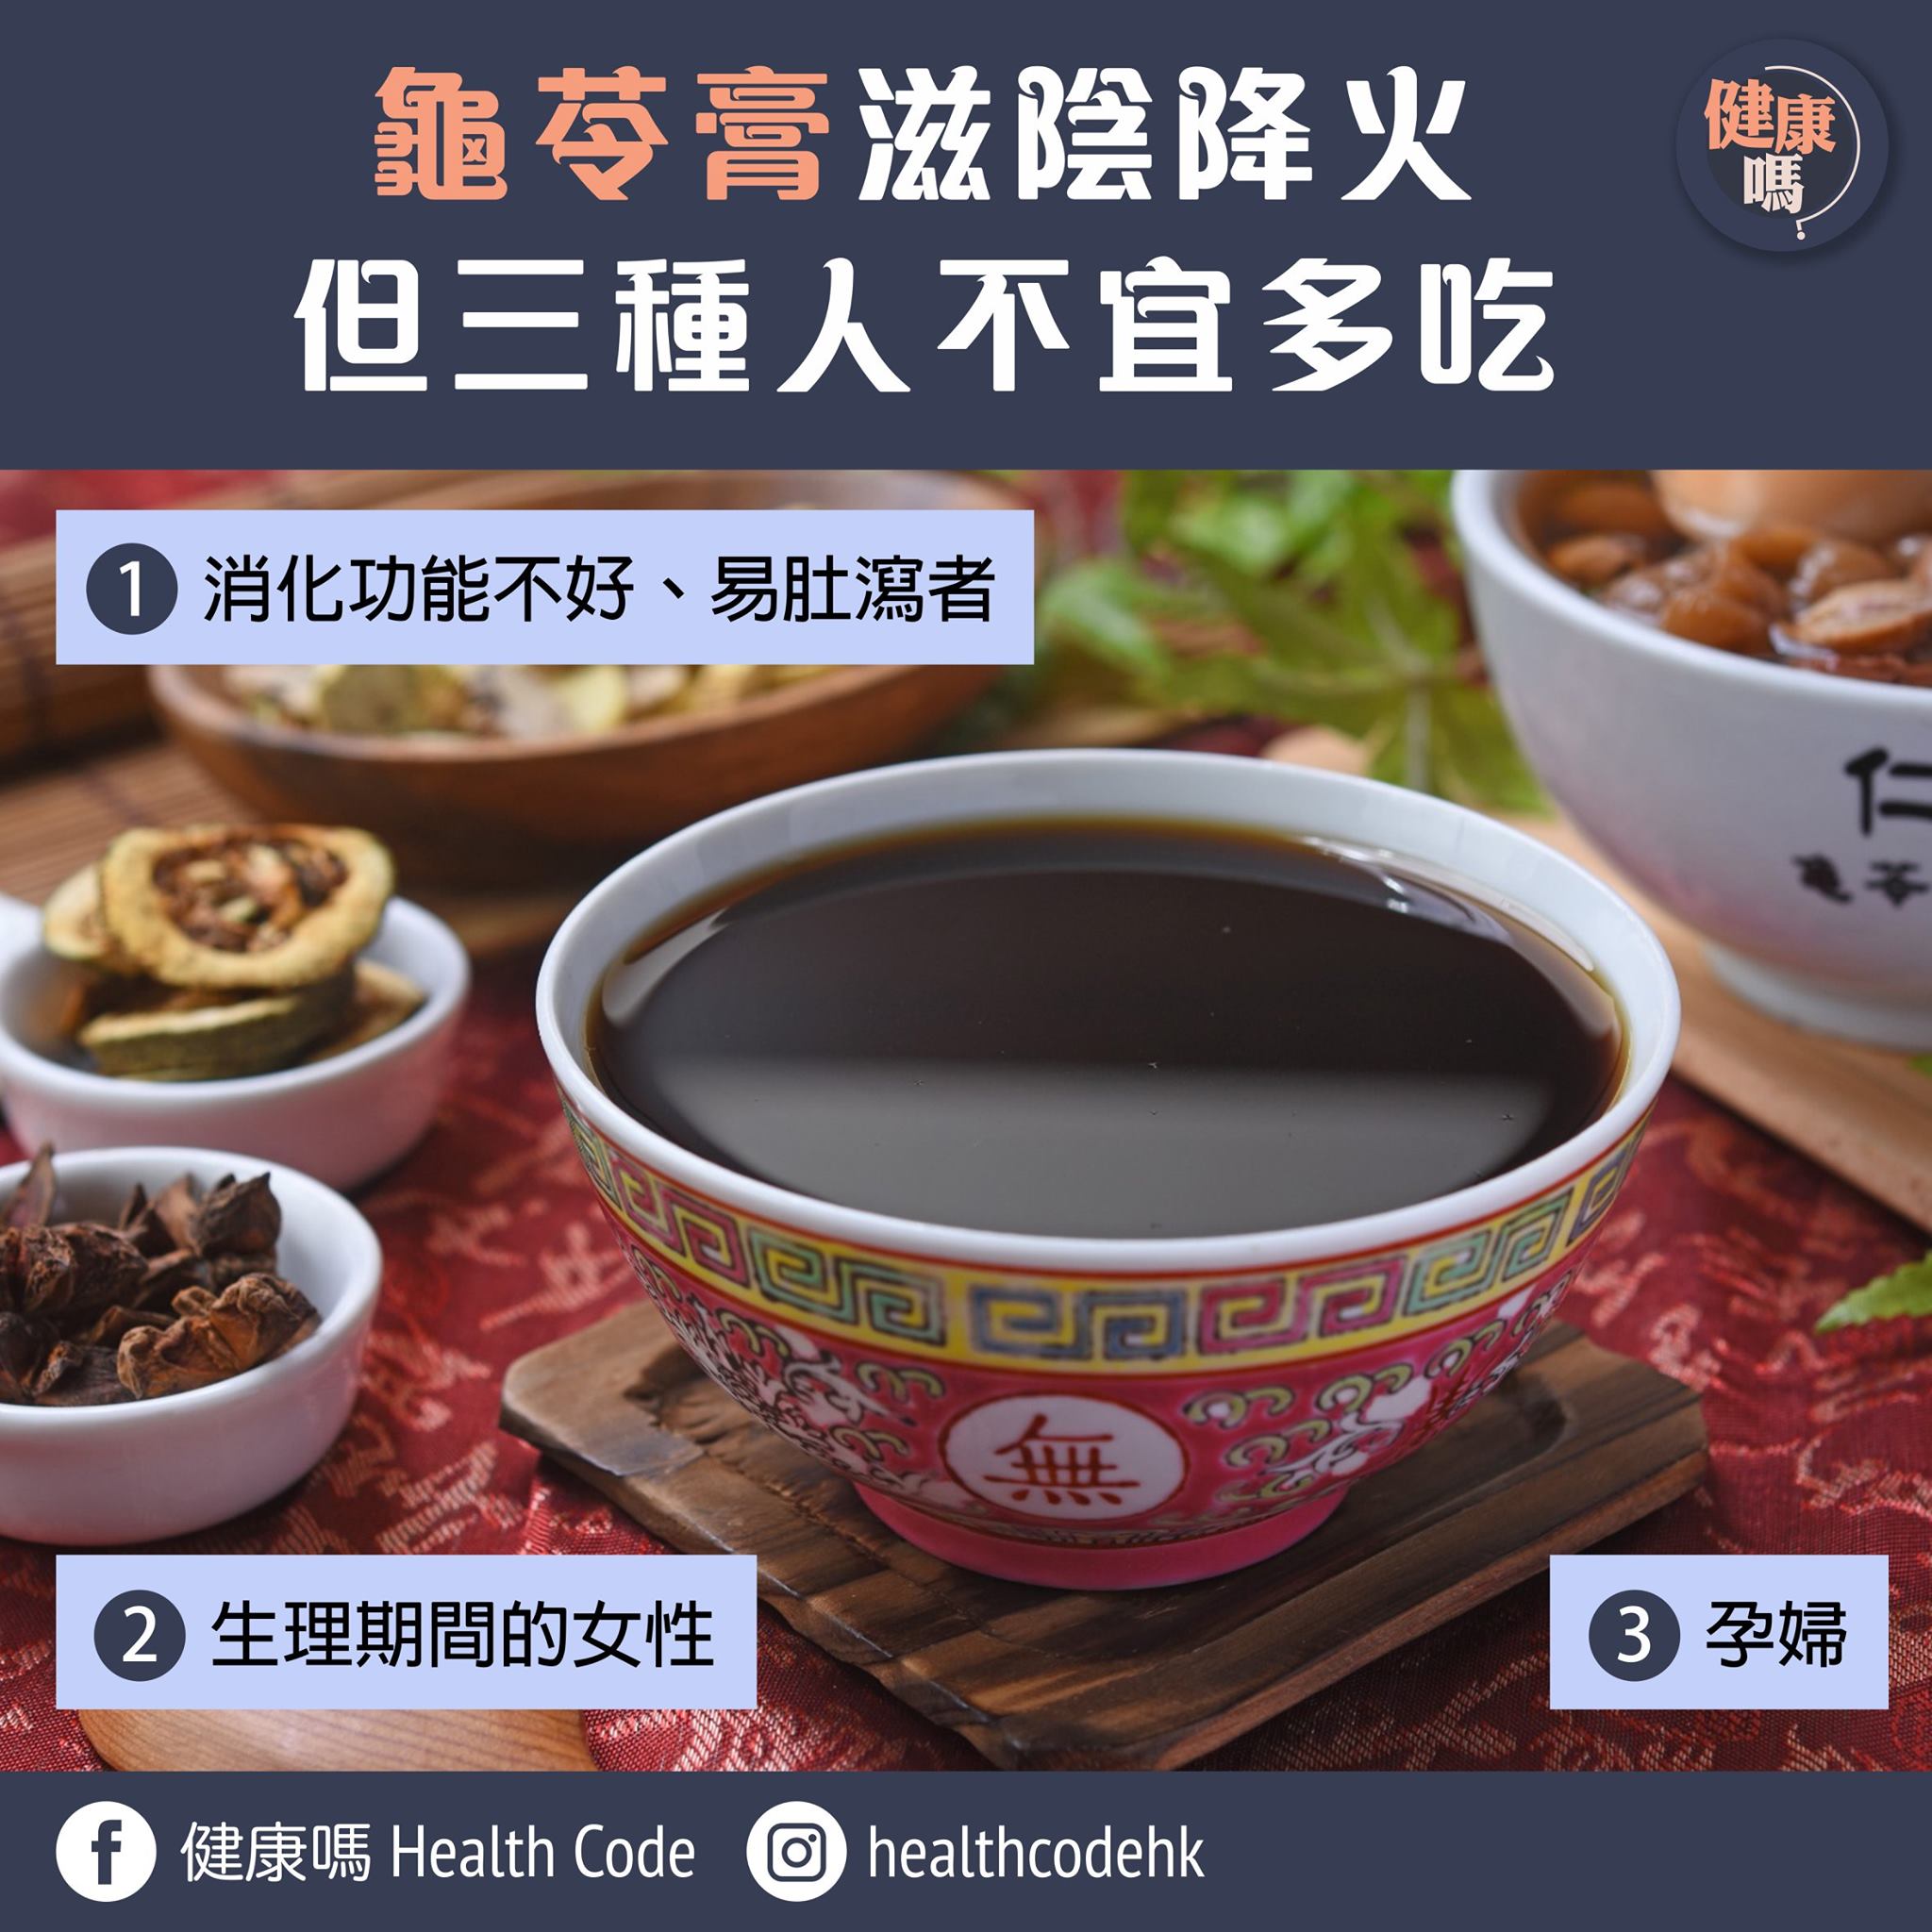 龜苓膏滋陰降火
健康
嗎
但三種人不宜多吃
1 消化功能不好、易肚瀉者
仁
龜苓
無
2 生理期間的女性
3 孕婦
健康嗎 Health Code
healthcodehk